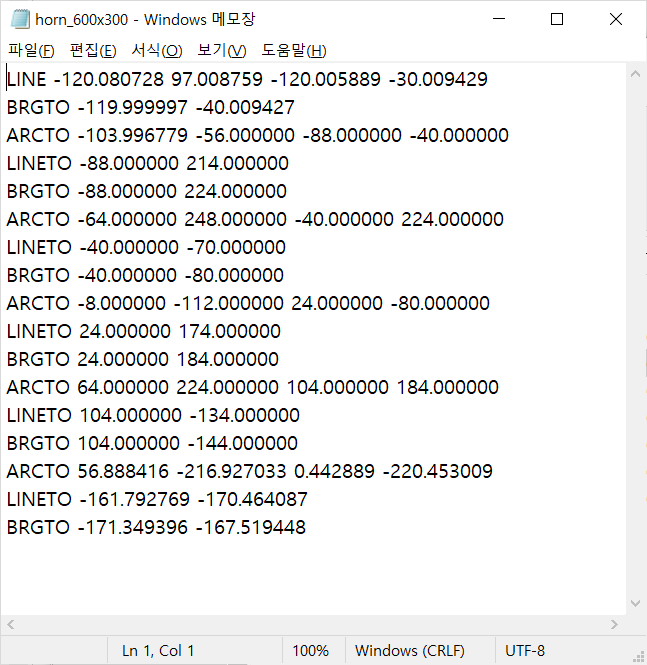 horn_600x300 - Windows 메모장
파일(F) 편집(E) 서식(O) 보기(V) 도움말(H)
LINE -120.080728 97.008759 -120.005889 -30.009429
BRGTO -119.999997 -40.009427
ARCTO -103.996779 -56.000000 -88.000000 -40.000000
LINETO -88.000000 214.000000
BRGTO -88.000000 224.000000
ARCTO -64.000000 248.000000 -40.000000 224.000000
LINETO -40.000000 -70.000000
BRGTO -40.000000 -80.000000
ARCTO -8.000000 -112.000000 24.000000 -80.000000
LINETO 24.000000 174.000000
BRGTO 24.000000 184.000000
ARCTO 64.000000 224.000000 104.000000 184.000000
LINETO 104.000000 -134.000000
BRGTO 104.000000 -144.000000
ARCTO 56.888416 -216.927033 0.442889 -220.453009
LINETO -161.792769 -170.464087
BRGTO -171.349396 -167.519448
Ln 1, Col 1 100% Windows (CRLF) UTF-8